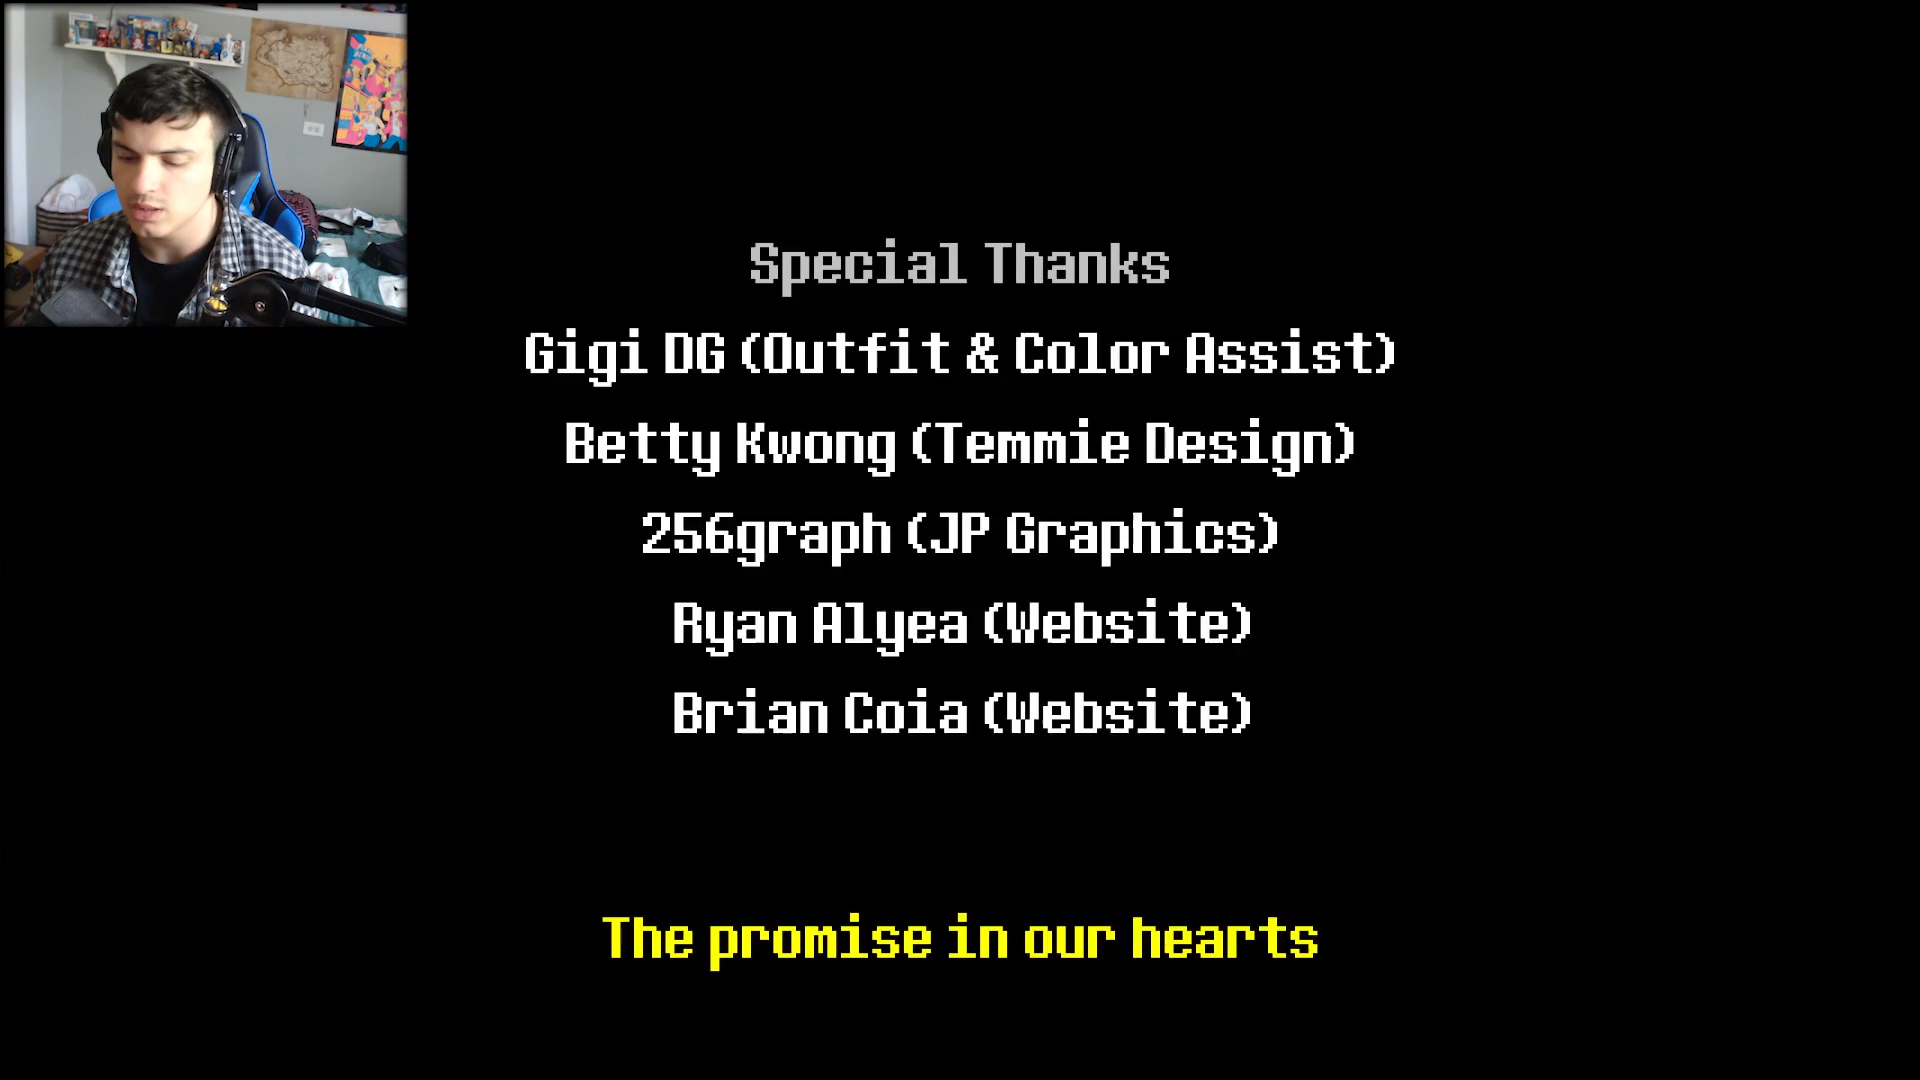 Special Thanks
Gigi DG (Outfit & Color Assist)
Betty Kwong (Temmie Design)
256graph (JP Graphics)
Ryan Alyea (Website)
Brian Coia (Website)
The promise in our hearts